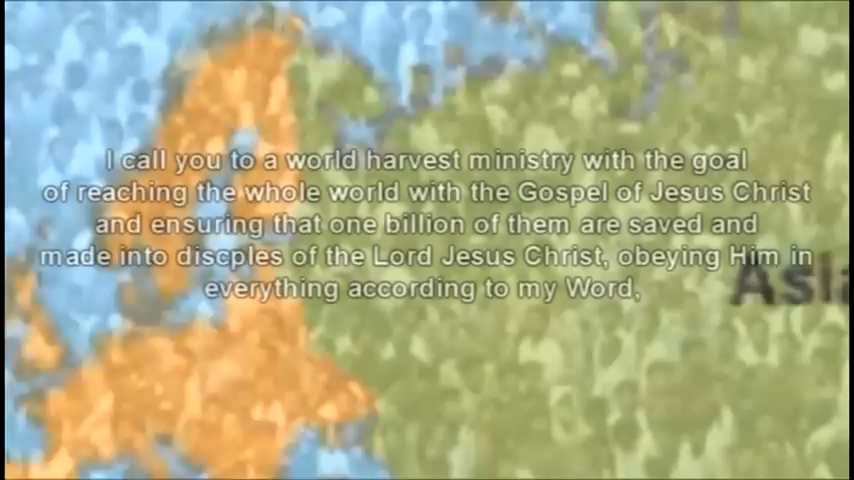 I call you to a world harvest ministry with the goal
of reaching the whole world with the Gospel of Jesus Christ
and ensuring that one billion of them are saved and
made into discples of the Lord Jesus Christ, obeying Him in
everything according to my Word,
Asia